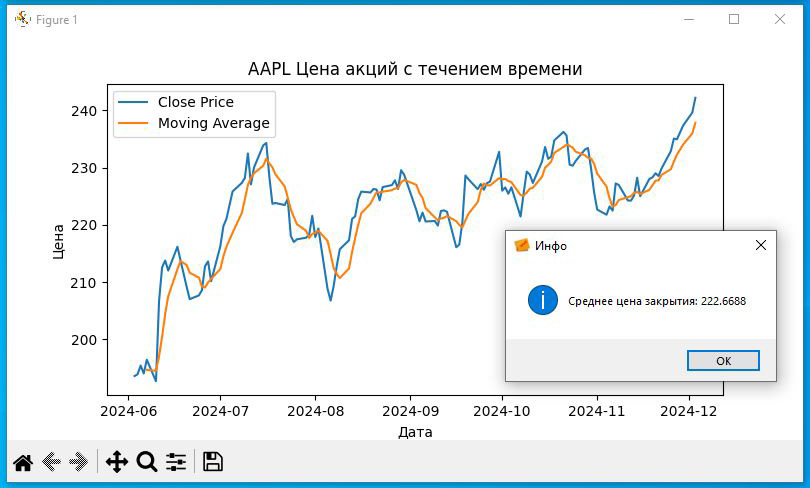 Figure 1
AAPL Цена акций с течением времени
Close Price
Moving Average
240
230
220
210
200
Цена
Инфо
Среднее цена закрытия: 222.6688
OK
2024-06 2024-07 2024-08 2024-09 2024-10 2024-11 2024-12
Дата